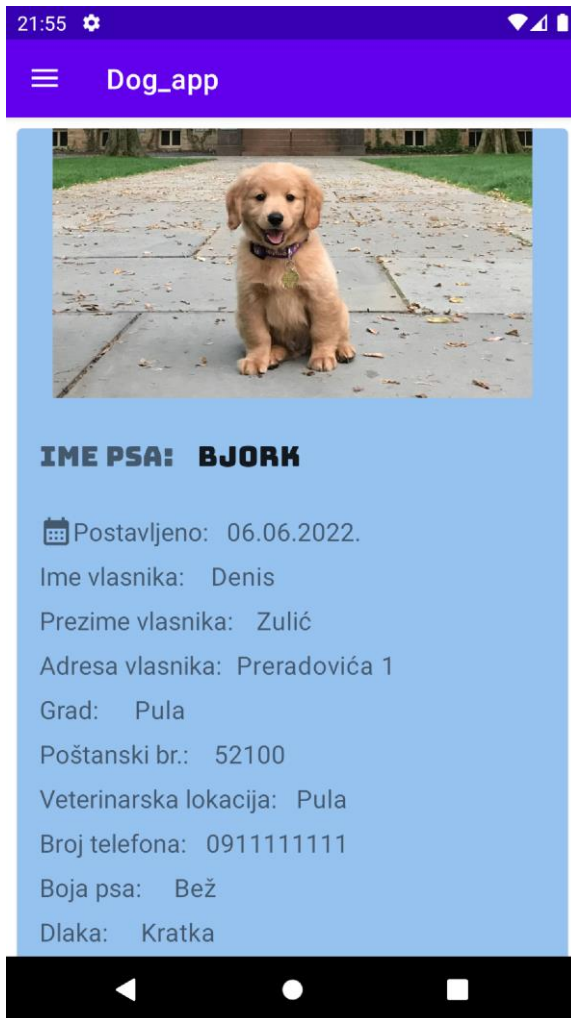 21:55
Dog_app
IME PSA: BJORK
Postavljeno: 06.06.2022.
Ime vlasnika: Denis
Prezime vlasnika: Zulić
Adresa vlasnika: Preradovića 1
Grad: Pula
Poštanski br.: 52100
Veterinarska lokacija: Pula
Broj telefona: 0911111111
Boja psa: Bež
Dlaka: Kratka